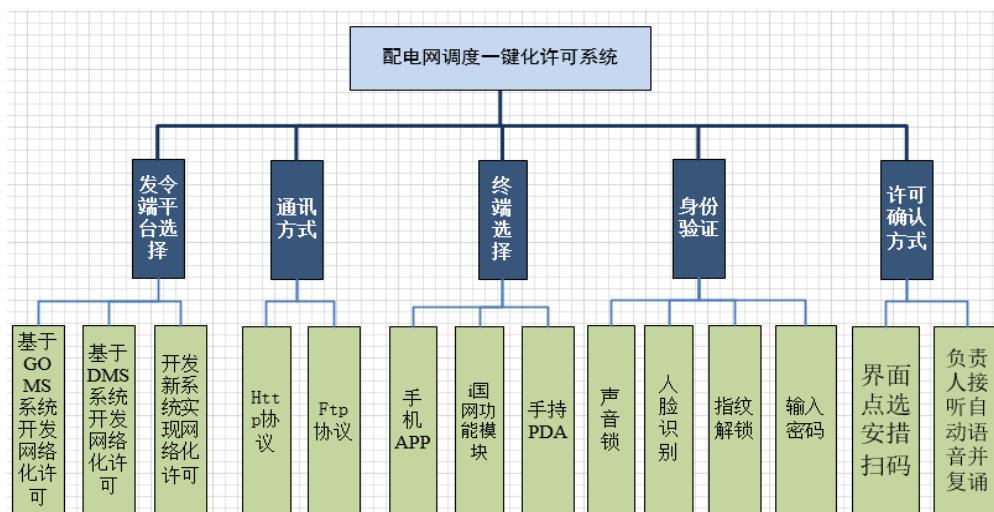 配电网调度一键化许可系统
发令
端平
台选
择
通讯
方式
终
端
选
择
身份
验证
许可
确认
方式
基于
GO
MS
系统
开发
网络
化许
可
基于
DMS
系统
开发
网络
化许
可
开发
新系
统实
现网
络化
许可
Htt
p协
议
Ftp
协议
手
机
APP
i国
网功
能模
块
手持
PDA
声
音
锁
人
脸
识
别
指纹
解锁
输入
密码
界面
点选
安措
扫码
负责
人接
听自
动语
音并
复诵